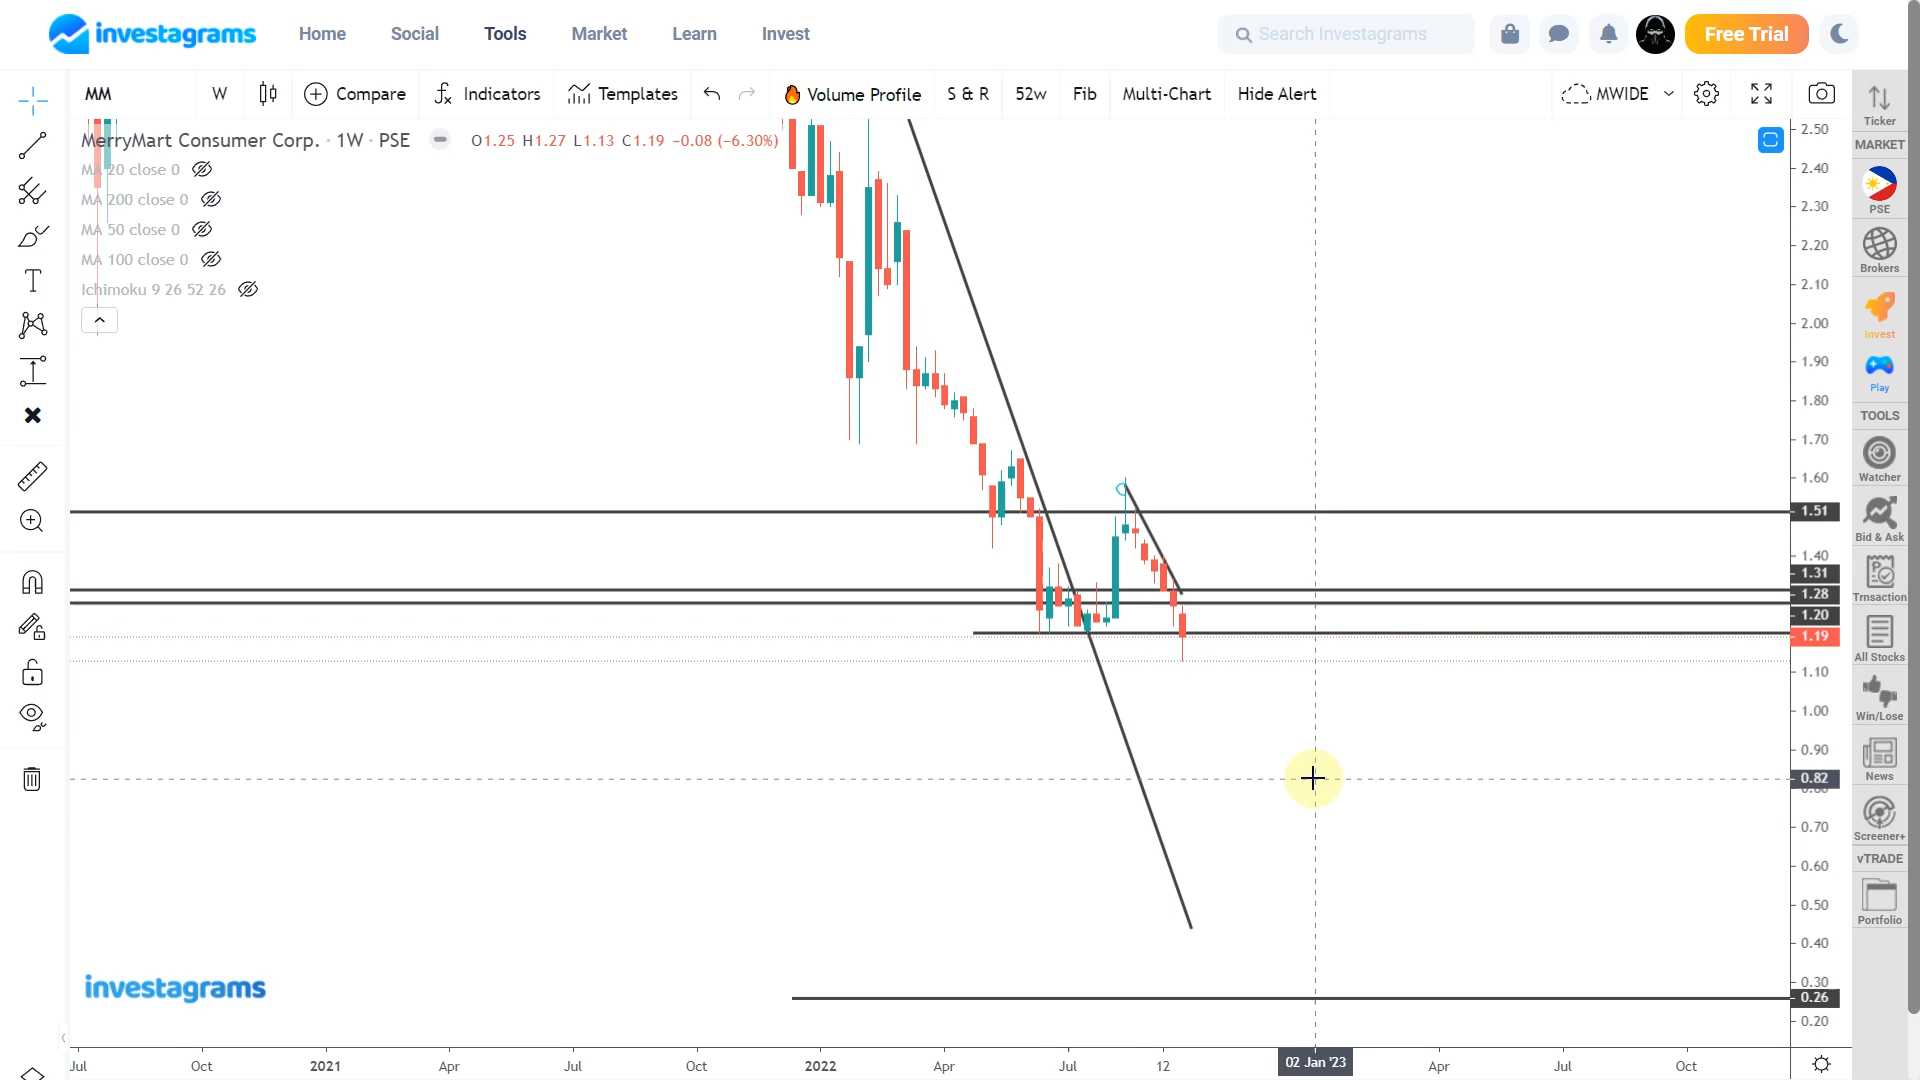 investagrams
Home
Social
Tools
Market
Learn
Invest
Search Investagrams
Free Trial
MM
W
Compare
Indicators
Templates
Volume Profile
S & R
52w
Fib
Multi-Chart
Hide Alert
MWIDE
MerryMart Consumer Corp. · 1W · PSE
O1.25 H1.27 L1.13 C1.19 −0.08 (−6.30%)
MA 20 close 0
MA 200 close 0
MA 50 close 0
MA 100 close 0
Ichimoku 9 26 52 26
2.50
2.40
2.30
2.20
2.10
2.00
1.90
1.80
1.70
1.60
1.51
1.40
1.31
1.28
1.20
1.19
1.10
1.00
0.90
0.82
0.80
0.70
0.60
0.50
0.40
0.30
0.26
0.20
Ticker
MARKET
PSE
Brokers
Invest
Play
TOOLS
Watcher
Bid & Ask
Trnsaction
All Stocks
Win/Lose
News
Screener+
vTRADE
Portfolio
investagrams
Jul
Oct
2021
Apr
Jul
Oct
2022
Apr
Jul
12
02 Jan '23
Apr
Jul
Oct